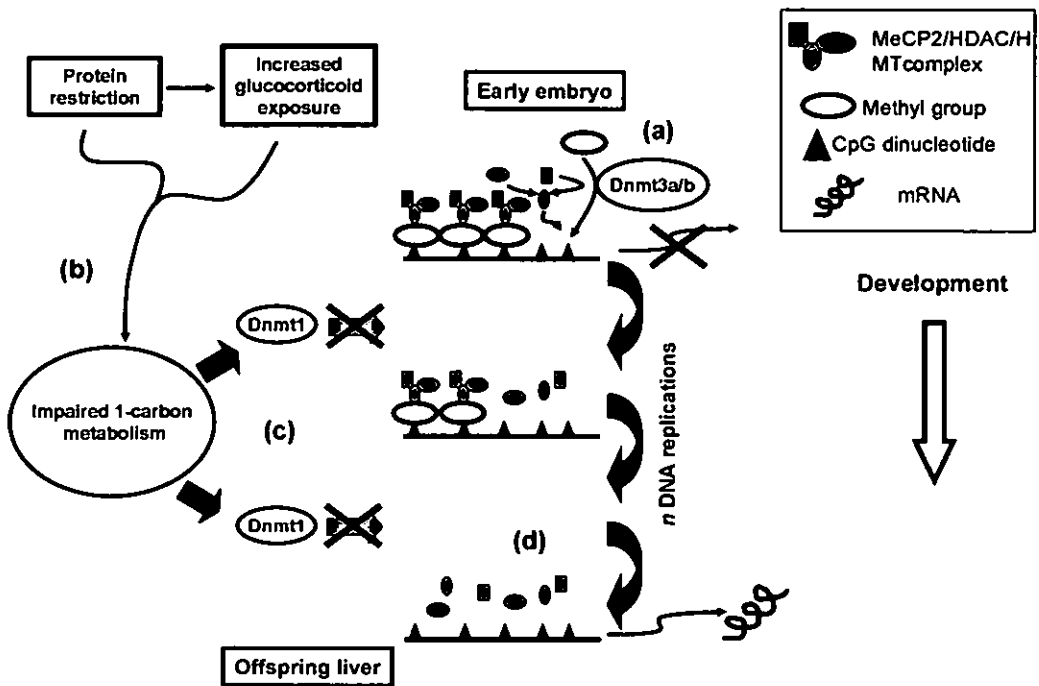 Protein
restriction
Increased
glucocorticoid
exposure
Early embryo
(a)
Dnmt3a/b
MeCP2/HDAC/H
MTcomplex
Methyl group
CpG dinucleotide
mRNA
(b)
Development
Dnmt1
Impaired 1-carbon
metabolism
(c)
n DNA replications
Dnmt1
(d)
Offspring liver